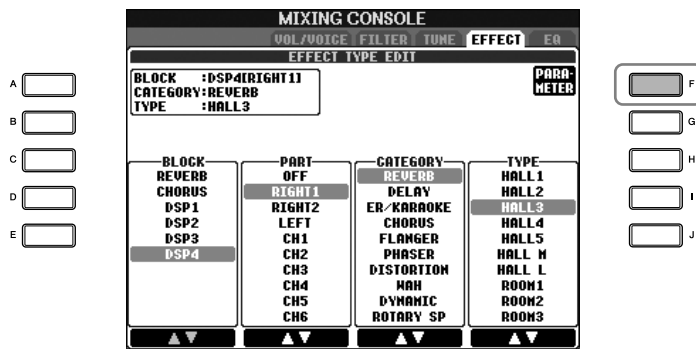 MIXING CONSOLE
VOL/VOICE FILTER TUNE EFFECT EQ
EFFECT TYPE EDIT
BLOCK :DSP4[RIGHT1]
CATEGORY:REVERB
TYPE :HALL3
PARA-
METER
A
B
C
D
E
F
G
H
I
J
BLOCK
REVERB
CHORUS
DSP1
DSP2
DSP3
DSP4
PART
OFF
RIGHT1
RIGHT2
LEFT
CH1
CH2
CH3
CH4
CH5
CH6
CATEGORY
REVERB
DELAY
ER/KARAOKE
CHORUS
FLANGER
PHASER
DISTORTION
WAH
DYNAMIC
ROTARY SP
TYPE
HALL1
HALL2
HALL3
HALL4
HALL5
HALL M
HALL L
ROOM1
ROOM2
ROOM3